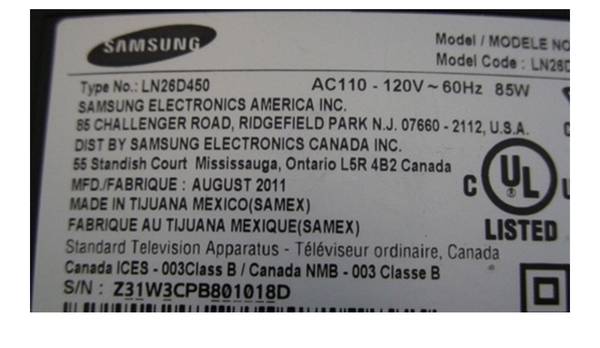 SAMSUNG
Model / MODELE NO
Model Code : LN26D
Type No.: LN26D450
AC110 - 120V ~ 60Hz 85W
SAMSUNG ELECTRONICS AMERICA INC.
85 CHALLENGER ROAD, RIDGEFIELD PARK N.J. 07660 - 2112, U.S.A.
DIST BY SAMSUNG ELECTRONICS CANADA INC.
55 Standish Court Mississauga, Ontario L5R 4B2 Canada
MFD./FABRIQUE : AUGUST 2011
MADE IN TIJUANA MEXICO(SAMEX)
FABRIQUE AU TIJUANA MEXIQUE(SAMEX)
C UL
LISTED
Standard Television Apparatus - Téléviseur ordinaire, Canada
Canada ICES - 003Class B / Canada NMB - 003 Classe B
S/N : Z31W3CPB801018D